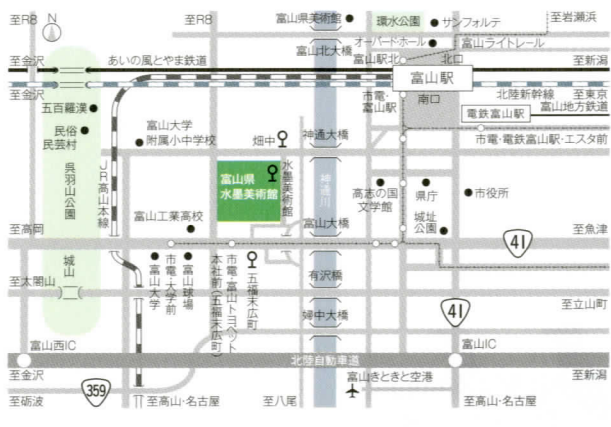 至R8
N
至R8
富山県美術館
環水公園
サンフォルテ
至岩瀬浜
オーバードホール
富山北大橋
富山駅北
北口
富山ライトレール
至金沢
あいの風とやま鉄道
至新潟
富山駅
至金沢
北陸新幹線
至東京
市電・
富山駅
南口
電鉄富山駅
富山地方鉄道
五百羅漢
民俗
民芸村
富山大学
附属小中学校
畑中
神通大橋
市電・電鉄富山駅・エスタ前
呉羽山公園
JR高山本線
富山県
水墨美術館
水墨美術館
神通川
高志の国
文学館
県庁
市役所
富山工業高校
富山大橋
城址
公園
至高岡
41
至魚津
城山
富山大学
市電・大学前
富山球場
市電・富山トヨペット
本社前(五福末広町)
五福末広町
有沢橋
至太閤山
至立山町
婦中大橋
41
富山西IC
富山IC
北陸自動車道
至金沢
至新潟
359
富山きときと空港
至砺波
至高山・名古屋
至八尾
至高山・名古屋